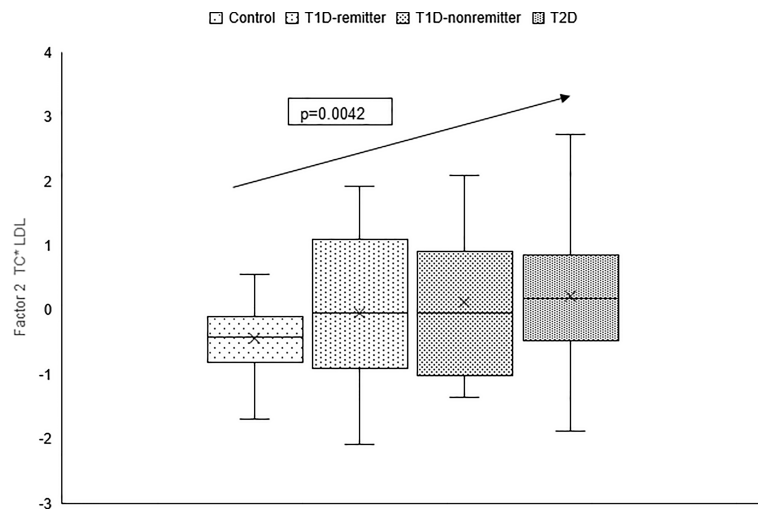 Control T1D-remitter T1D-nonremitter T2D
4
3
2
1
0
-1
-2
-3
p=0.0042
Factor 2 TC* LDL